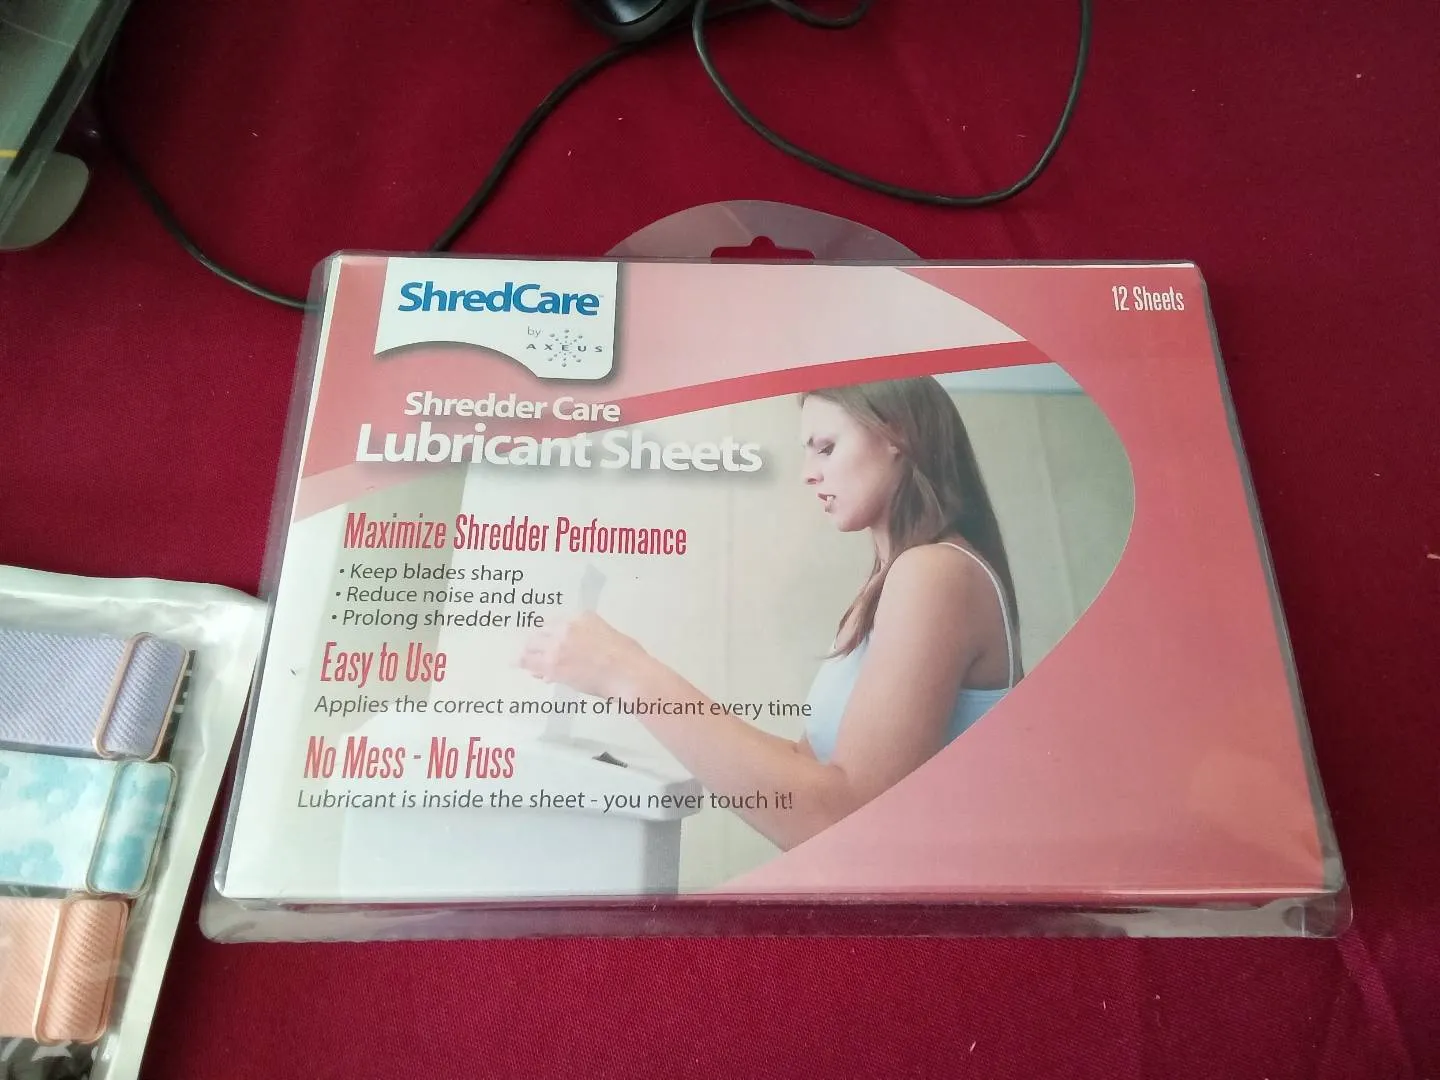 ShredCare™
by
AXEUS
12 Sheets
Shredder Care
Lubricant Sheets
Maximize Shredder Performance
• Keep blades sharp
• Reduce noise and dust
• Prolong shredder life
Easy to Use
Applies the correct amount of lubricant every time
No Mess - No Fuss
Lubricant is inside the sheet - you never touch it!